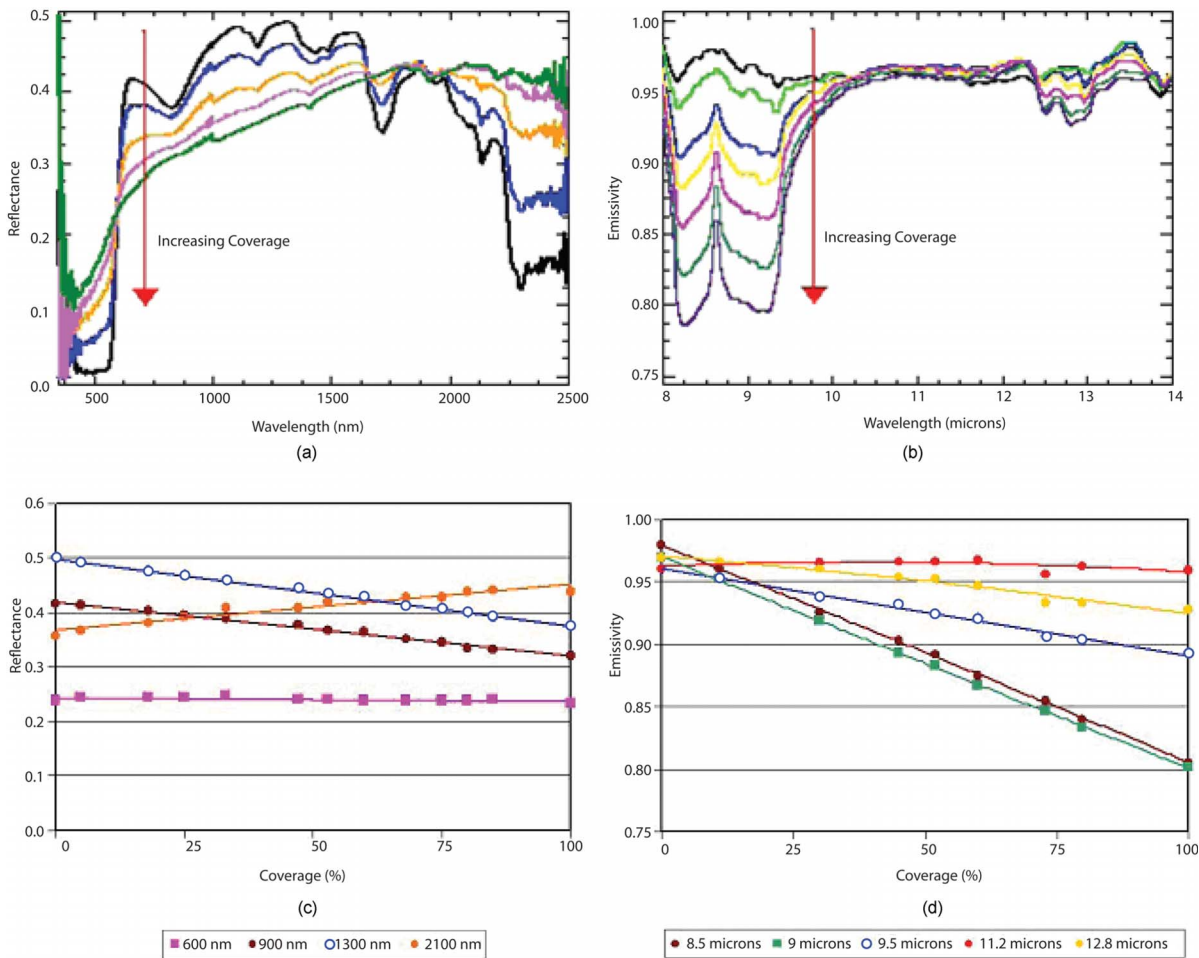 0.5
0.4
0.3
0.2
0.1
0.0
Reflectance
Increasing Coverage
500
1000
1500
2000
2500
Wavelength (nm)
(a)
1.00
0.95
0.90
0.85
0.80
0.75
Emissivity
Increasing Coverage
8
9
10
11
12
13
14
Wavelength (microns)
(b)
0.6
0.5
0.4
0.3
0.2
0.1
0.0
Reflectance
0
25
50
75
100
Coverage (%)
(c)
600 nm
900 nm
1300 nm
2100 nm
1.00
0.95
0.90
0.85
0.80
0.75
Emissivity
0
25
50
75
100
Coverage (%)
(d)
8.5 microns
9 microns
9.5 microns
11.2 microns
12.8 microns